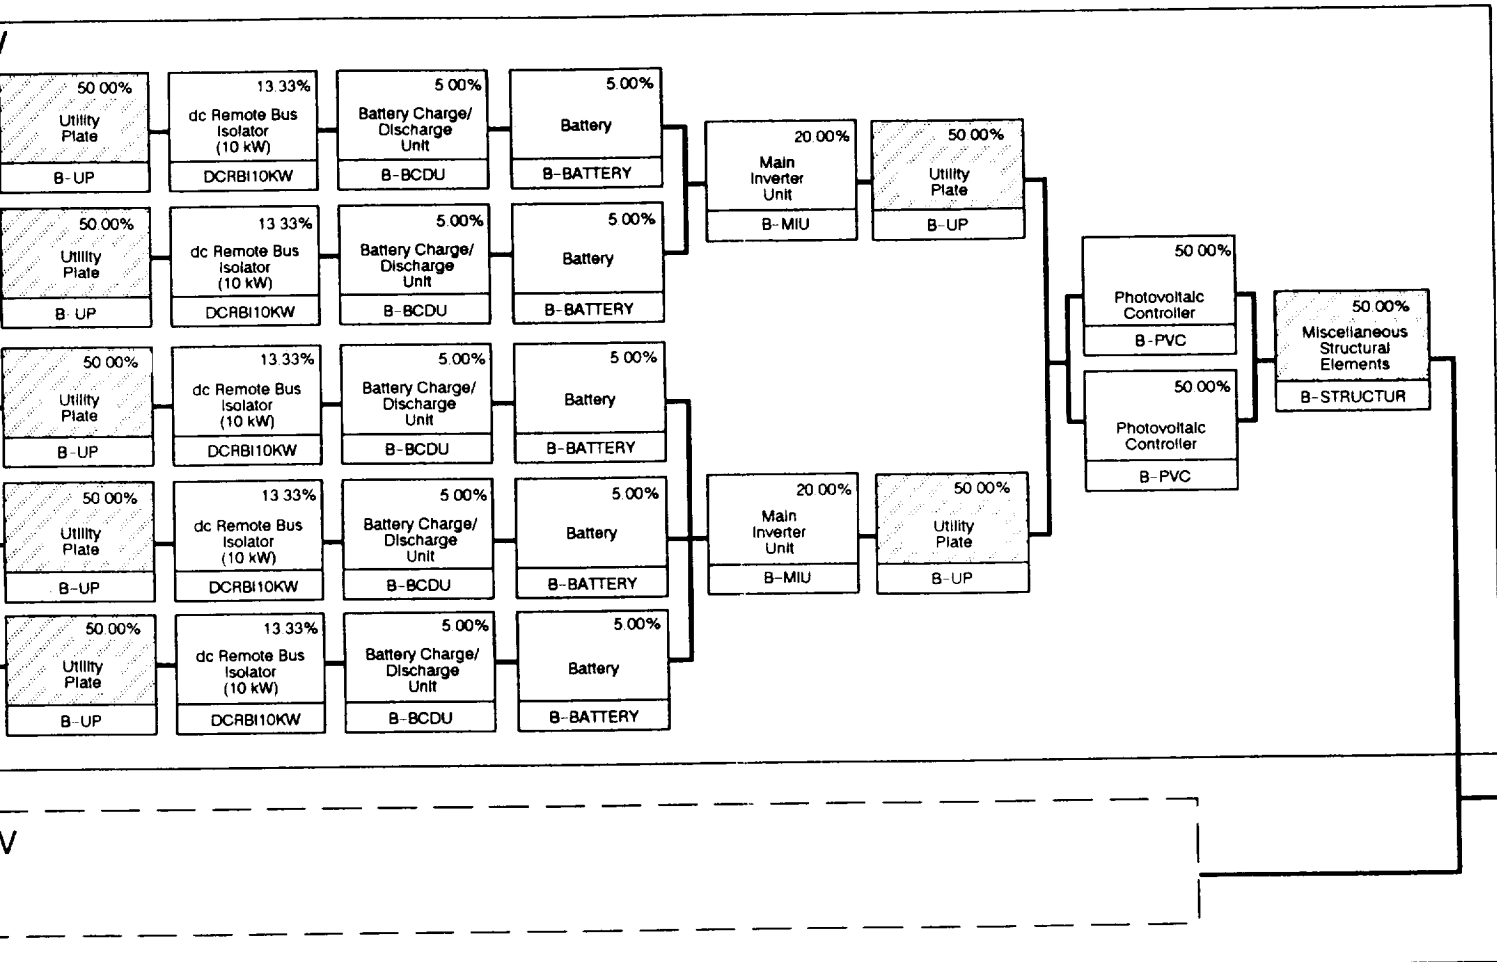 V
50.00%
Utility
Plate
B-UP
13.33%
dc Remote Bus
Isolator
(10 kW)
DCRBI10KW
5.00%
Battery Charge/
Discharge
Unit
B-BCDU
5.00%
Battery
B-BATTERY
50.00%
Utility
Plate
B-UP
13.33%
dc Remote Bus
Isolator
(10 kW)
DCRBI10KW
5.00%
Battery Charge/
Discharge
Unit
B-BCDU
5.00%
Battery
B-BATTERY
20.00%
Main
Inverter
Unit
B-MIU
50.00%
Utility
Plate
B-UP
50.00%
Photovoltaic
Controller
B-PVC
50.00%
Photovoltaic
Controller
B-PVC
50.00%
Miscellaneous
Structural
Elements
B-STRUCTUR
50.00%
Utility
Plate
B-UP
13.33%
dc Remote Bus
Isolator
(10 kW)
DCRBI10KW
5.00%
Battery Charge/
Discharge
Unit
B-BCDU
5.00%
Battery
B-BATTERY
50.00%
Utility
Plate
B-UP
13.33%
dc Remote Bus
Isolator
(10 kW)
DCRBI10KW
5.00%
Battery Charge/
Discharge
Unit
B-BCDU
5.00%
Battery
B-BATTERY
20.00%
Main
Inverter
Unit
B-MIU
50.00%
Utility
Plate
B-UP
50.00%
Utility
Plate
B-UP
13.33%
dc Remote Bus
Isolator
(10 kW)
DCRBI10KW
5.00%
Battery Charge/
Discharge
Unit
B-BCDU
5.00%
Battery
B-BATTERY
V